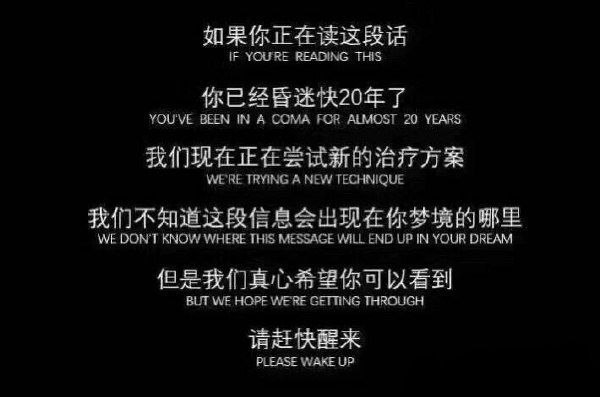 如果你正在读这段话
IF YOU'RE READING THIS
你已经昏迷快20年了
YOU'VE BEEN IN A COMA FOR ALMOST 20 YEARS
我们现在正在尝试新的治疗方案
WE'RE TRYING A NEW TECHNIQUE
我们不知道这段信息会出现在你梦境的哪里
WE DON'T KNOW WHERE THIS MESSAGE WILL END UP IN YOUR DREAM
但是我们真心希望你可以看到
BUT WE HOPE WE'RE GETTING THROUGH
请赶快醒来
PLEASE WAKE UP